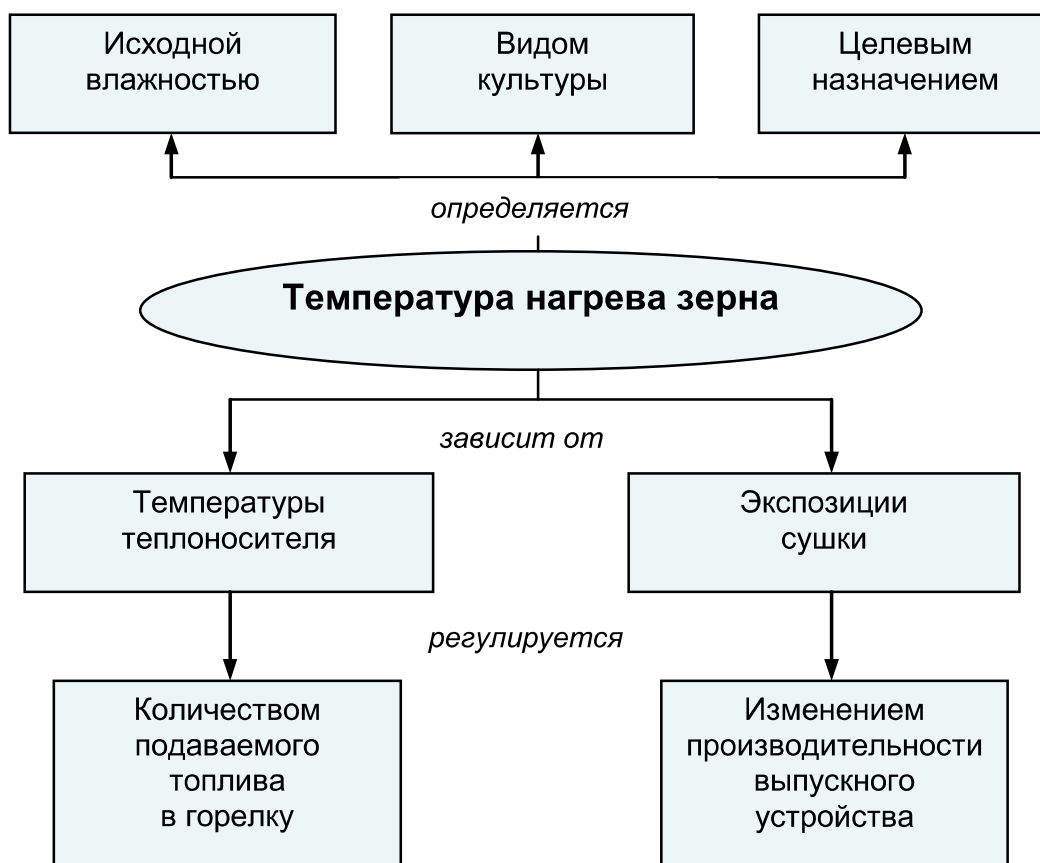 Исходной
влажностью
Видом
культуры
Целевым
назначением
определяется
Температура нагрева зерна
зависит от
Температуры
теплоносителя
Экспозиции
сушки
регулируется
Количеством
подаваемого
топлива
в горелку
Изменением
производительности
выпускного
устройства